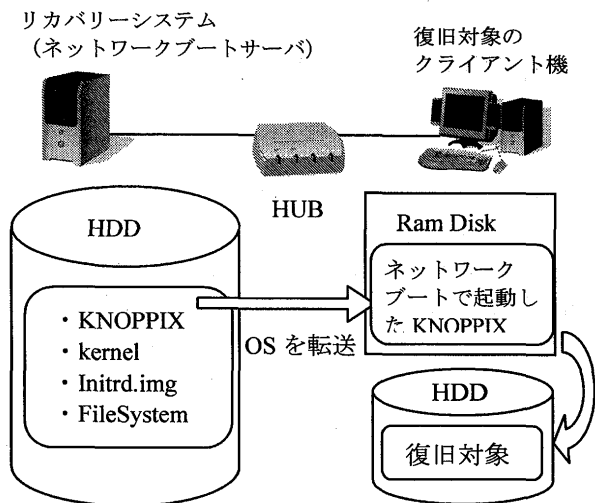 リカバリーシステム
（ネットワークブートサーバ）
復旧対象の
クライアント機
HUB
HDD
・KNOPPIX
・kernel
・Initrd.img
・FileSystem
OS を転送
Ram Disk
ネットワーク
ブートで起動し
た KNOPPIX
HDD
復旧対象